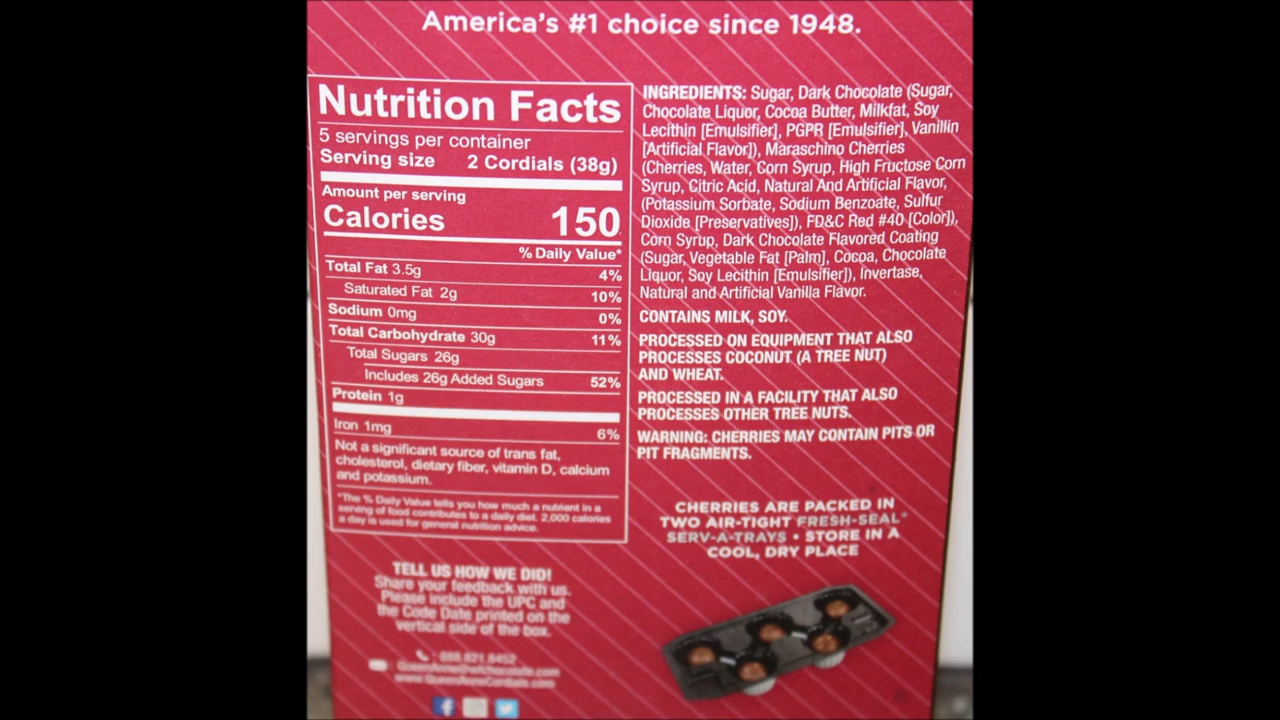 America's #1 choice since 1948.
Nutrition Facts
5 servings per container
Serving size 2 Cordials (38g)
Amount per serving
Calories 150
% Daily Value*
Total Fat 3.5g 4%
Saturated Fat 2g 10%
Sodium 0mg 0%
Total Carbohydrate 30g 11%
Total Sugars 26g
Includes 26g Added Sugars 52%
Protein 1g
Iron 1mg 6%
Not a significant source of trans fat,
cholesterol, dietary fiber, vitamin D, calcium
and potassium.
*The % Daily Value tells you how much a nutrient in a
serving of food contributes to a daily diet. 2,000 calories
a day is used for general nutrition advice.
INGREDIENTS: Sugar, Dark Chocolate (Sugar,
Chocolate Liquor, Cocoa Butter, Milkfat, Soy
Lecithin [Emulsifier], PGPR [Emulsifier], Vanillin
[Artificial Flavor]), Maraschino Cherries
(Cherries, Water, Corn Syrup, High Fructose Corn
Syrup, Citric Acid, Natural And Artificial Flavor,
(Potassium Sorbate, Sodium Benzoate, Sulfur
Dioxide [Preservatives]), FD&C Red #40 [Color]),
Corn Syrup, Dark Chocolate Flavored Coating
(Sugar, Vegetable Fat [Palm], Cocoa, Chocolate
Liquor, Soy Lecithin [Emulsifier]), Invertase,
Natural and Artificial Vanilla Flavor.
CONTAINS MILK, SOY.
PROCESSED ON EQUIPMENT THAT ALSO
PROCESSES COCONUT (A TREE NUT)
AND WHEAT.
PROCESSED IN A FACILITY THAT ALSO
PROCESSES OTHER TREE NUTS.
WARNING: CHERRIES MAY CONTAIN PITS OR
PIT FRAGMENTS.
CHERRIES ARE PACKED IN
TWO AIR-TIGHT FRESH-SEAL®
SERV-A-TRAYS • STORE IN A
COOL, DRY PLACE
TELL US HOW WE DID!
Share your feedback with us.
Please include the UPC and
the Code Date printed on the
vertical side of the box.
: 888.821.8452
: QueenAnne@wfchocolate.com
www.QueenAnneCordials.com